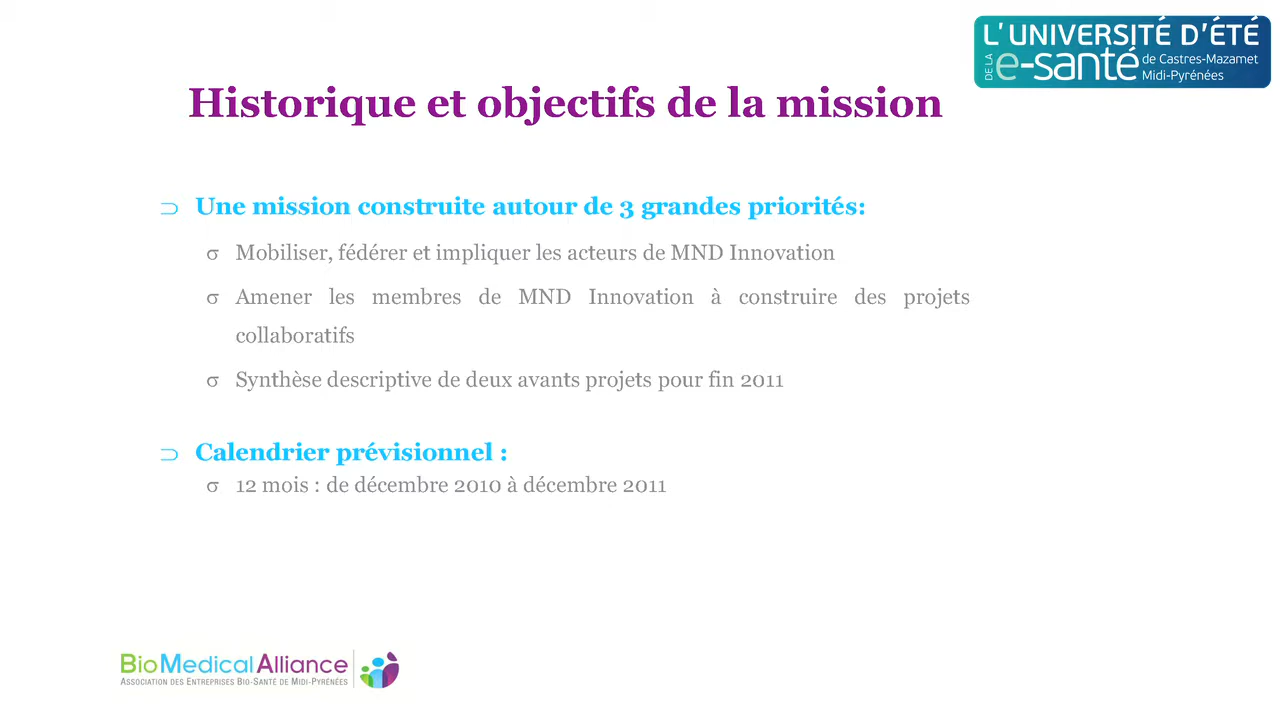 L'UNIVERSITÉ D'ÉTÉ
DE LA e-santé de Castres-Mazamet
Midi-Pyrénées
Historique et objectifs de la mission
⊃ Une mission construite autour de 3 grandes priorités:
σ Mobiliser, fédérer et impliquer les acteurs de MND Innovation
σ Amener les membres de MND Innovation à construire des projets
collaboratifs
σ Synthèse descriptive de deux avants projets pour fin 2011
⊃ Calendrier prévisionnel :
σ 12 mois : de décembre 2010 à décembre 2011
BioMedical Alliance
ASSOCIATION DES ENTREPRISES BIO-SANTÉ DE MIDI-PYRÉNÉES